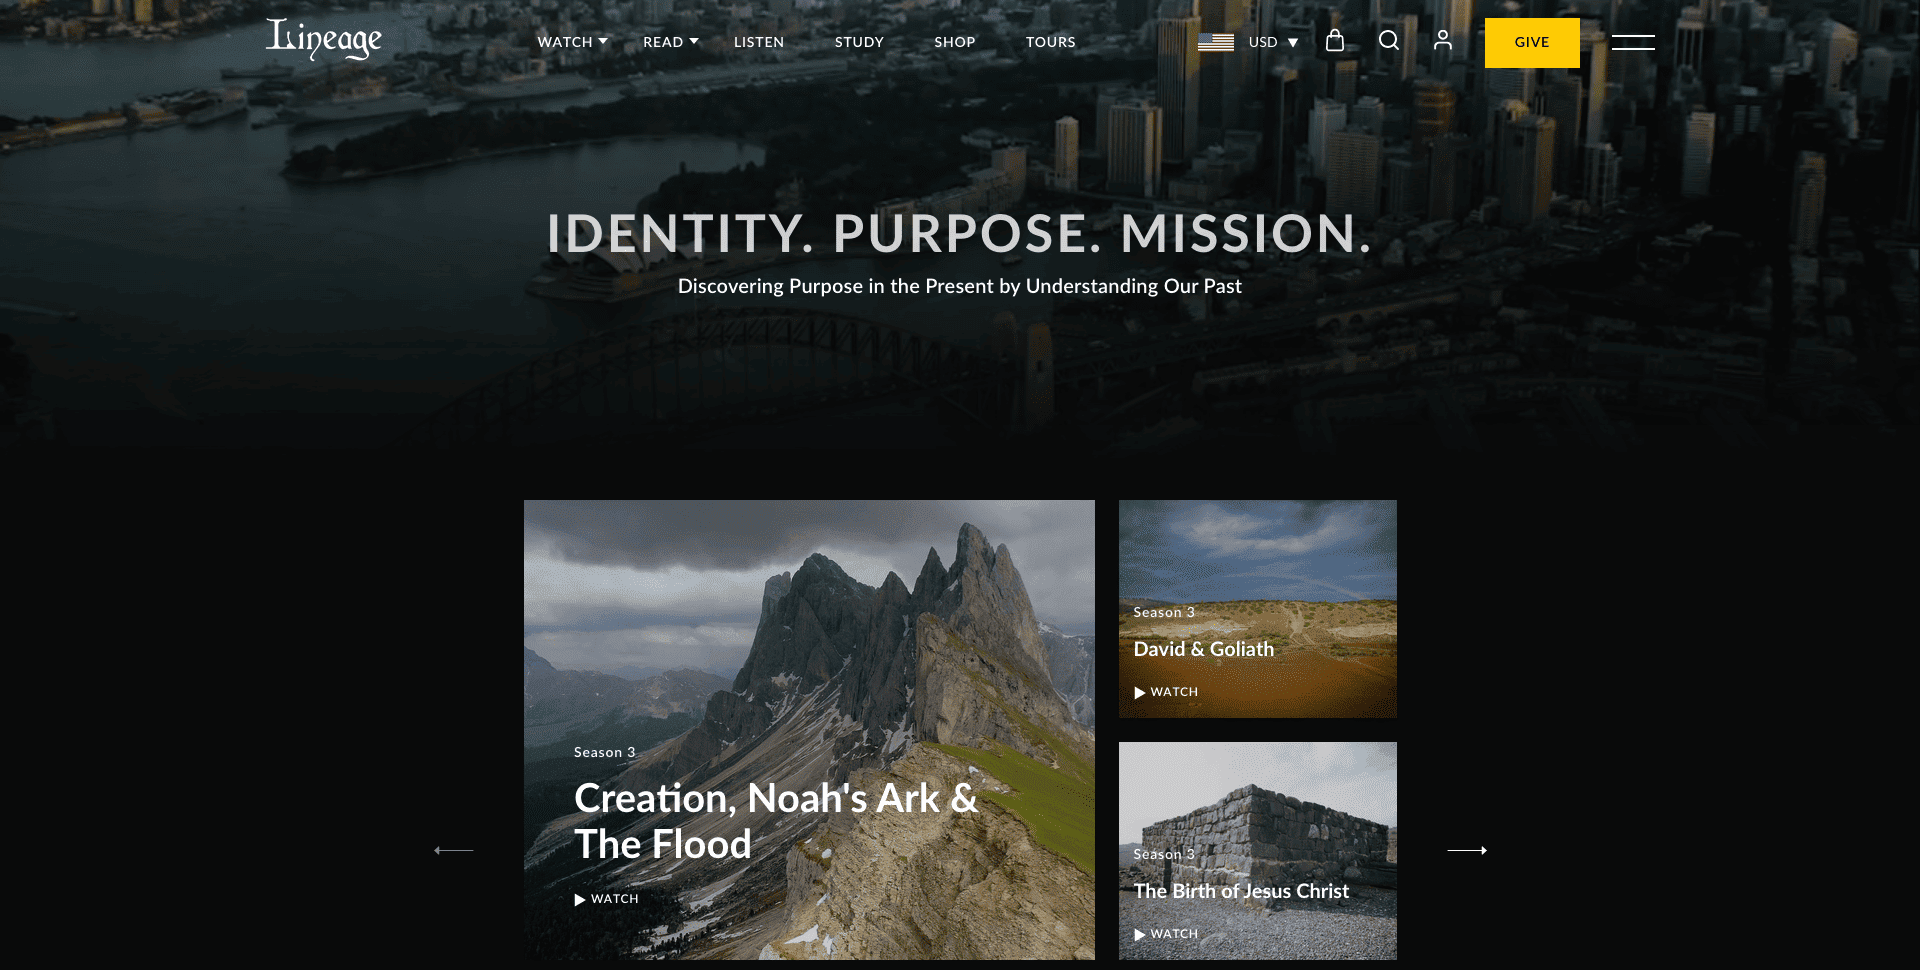 Lineage
WATCH
READ
LISTEN
STUDY
SHOP
TOURS
USD
GIVE
IDENTITY. PURPOSE. MISSION.
Discovering Purpose in the Present by Understanding Our Past
Season 3
Creation, Noah's Ark &
The Flood
WATCH
Season 3
David & Goliath
WATCH
Season 3
The Birth of Jesus Christ
WATCH